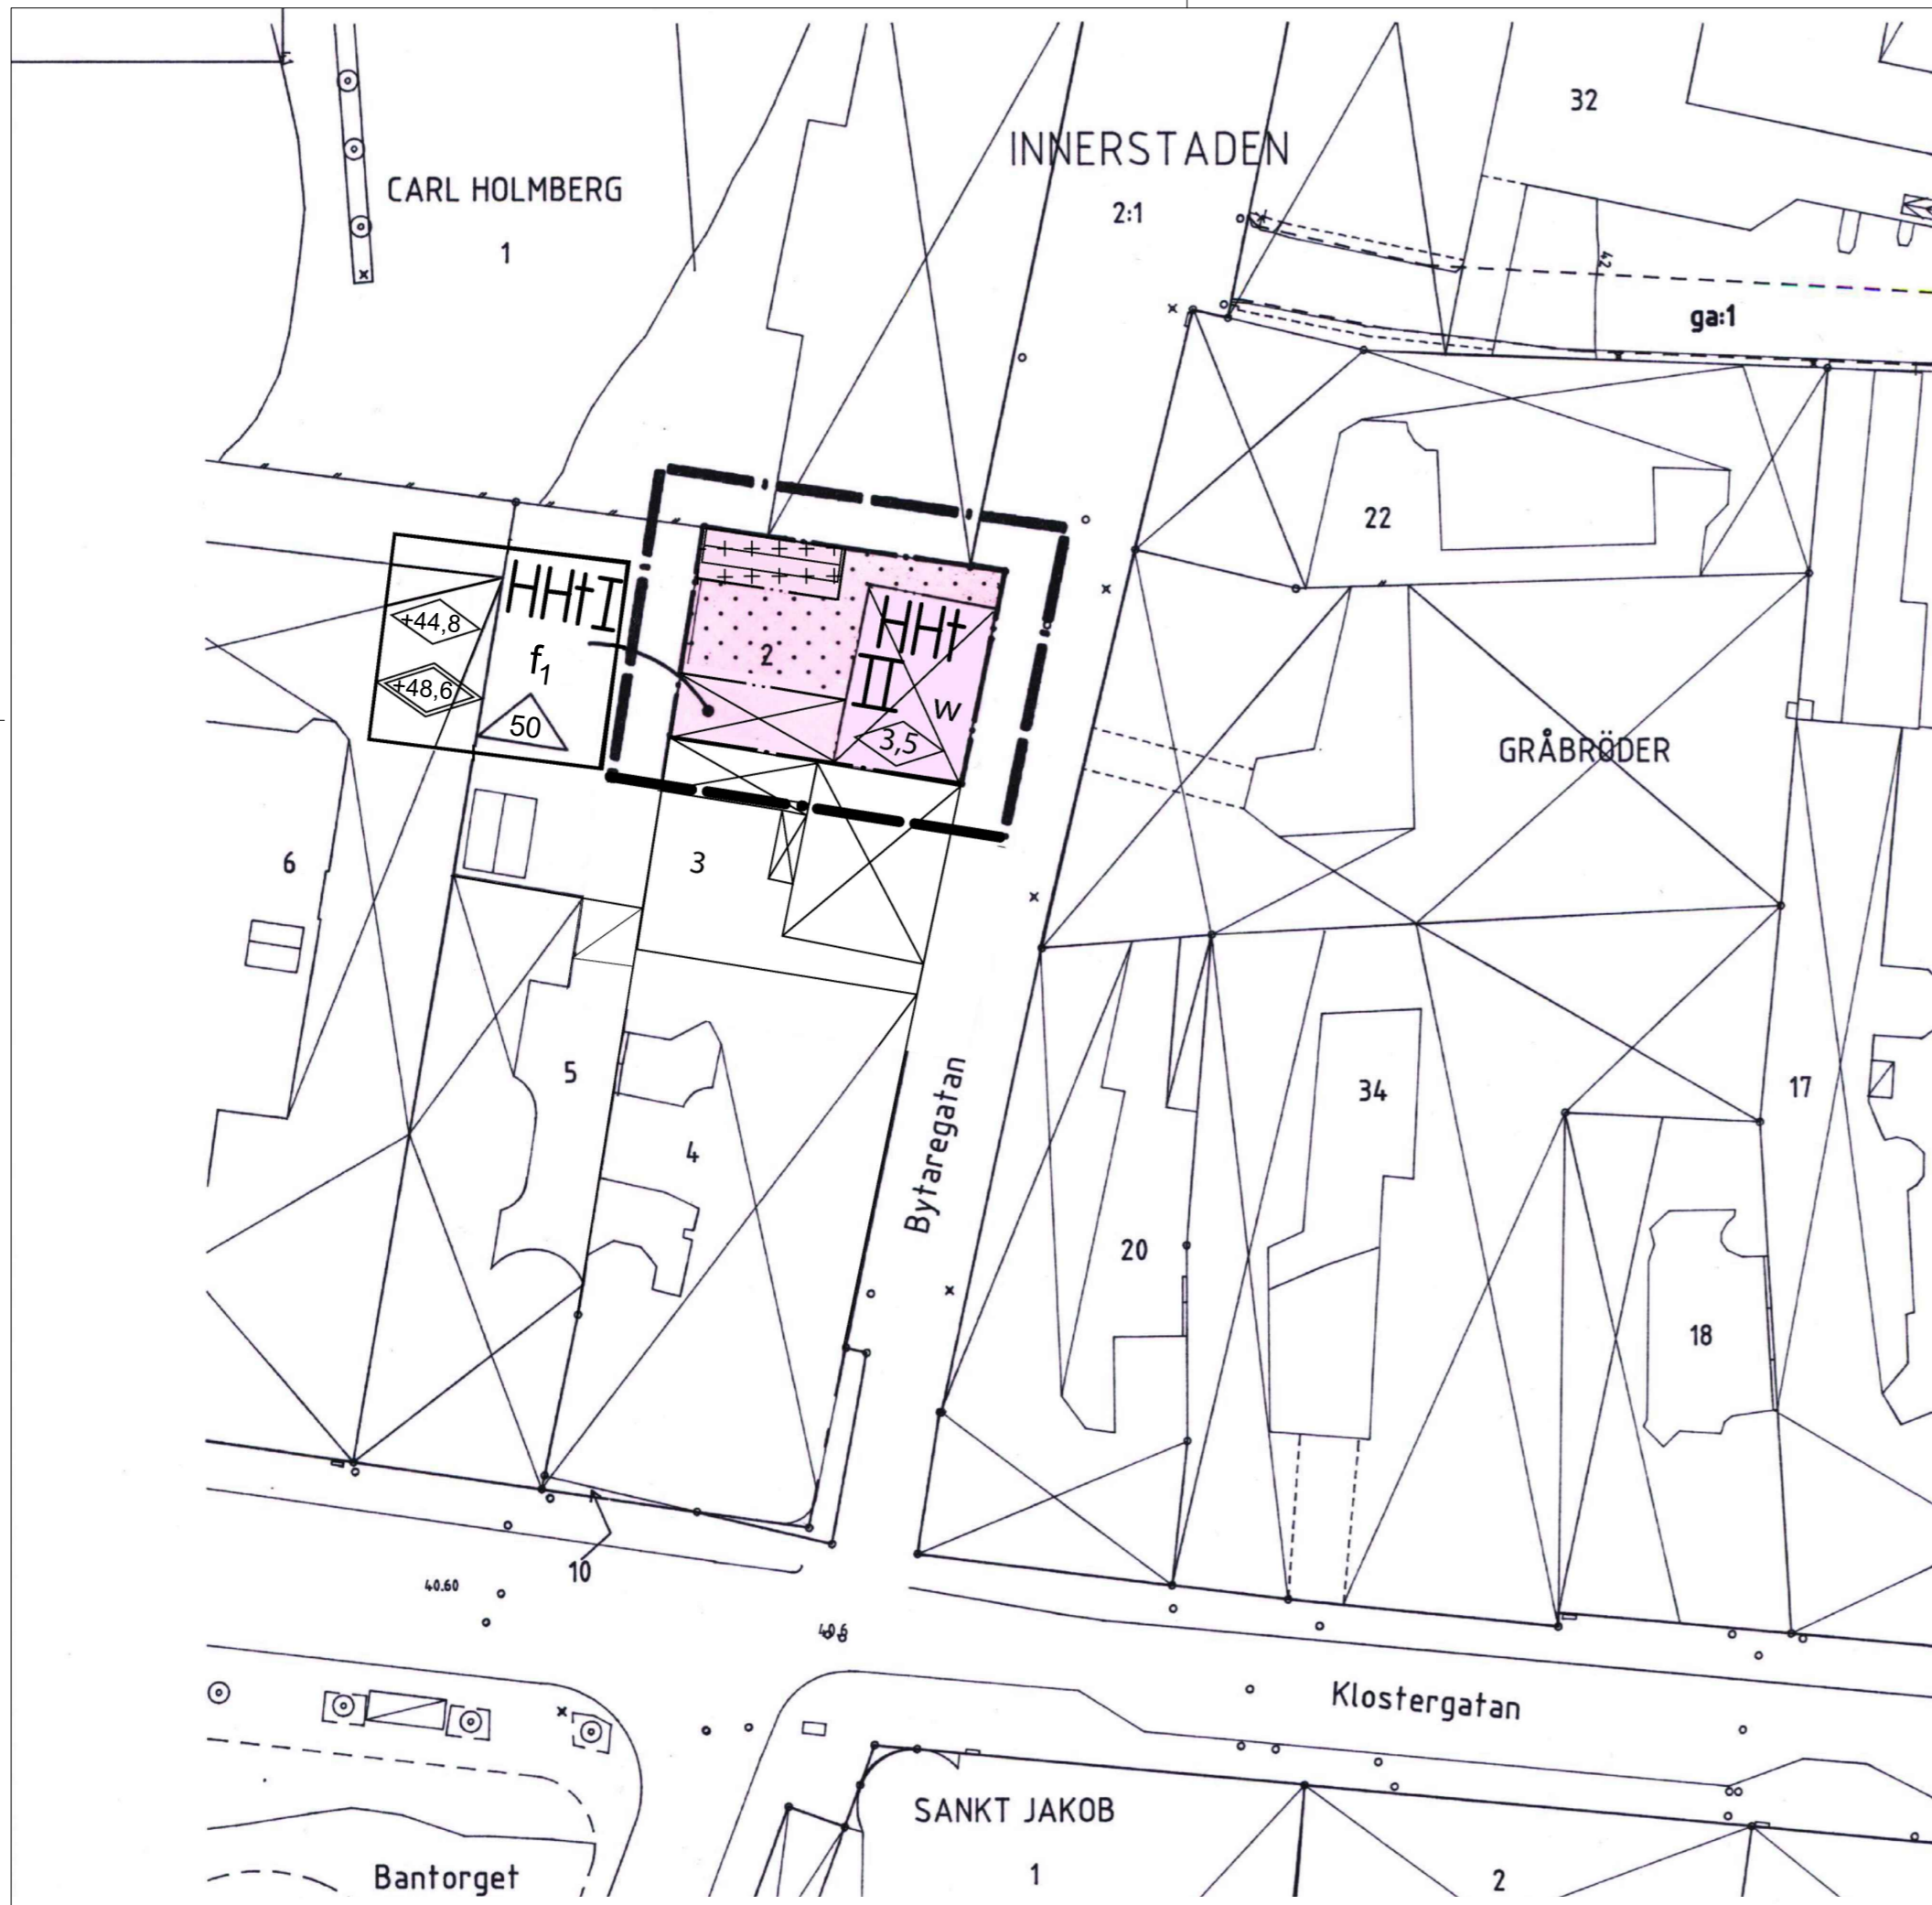 32
INNERSTADEN
CARL HOLMBERG
2:1
1
42
ga:1
22
HHtI
+44,8
f1
+48,6
50
HHt
2
II
w
3,5
GRÅBRÖDER
3
6
5
34
17
4
Bytaregatan
20
18
10
40.60
40.6
Klostergatan
SANKT JAKOB
1
2
Bantorget